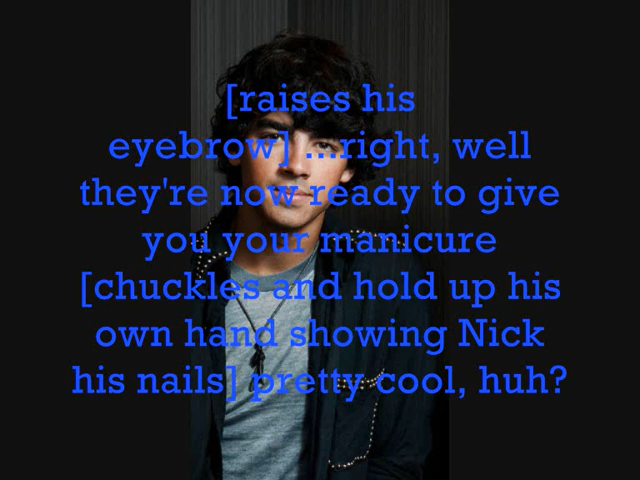 [raises his
eyebrow] ...right, well
they're now ready to give
you your manicure
[chuckles and hold up his
own hand showing Nick
his nails] pretty cool, huh?